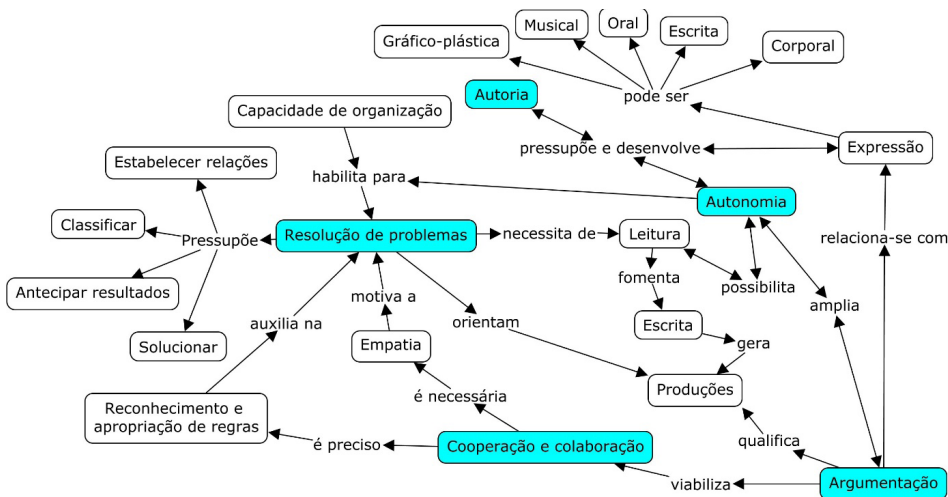 Musical
Oral
Escrita
Gráfico-plástica
Corporal
Autoria
pode ser
Capacidade de organização
Estabelecer relações
pressupõe e desenvolve
Expressão
habilita para
Autonomia
Classificar
Pressupõe
Resolução de problemas
necessita de
Leitura
relaciona-se com
fomenta
possibilita
Antecipar resultados
motiva a
amplia
auxilia na
orientam
Escrita
Solucionar
Empatia
gera
Produções
Reconhecimento e
apropriação de regras
é necessária
é preciso
Cooperação e colaboração
qualifica
viabiliza
Argumentação